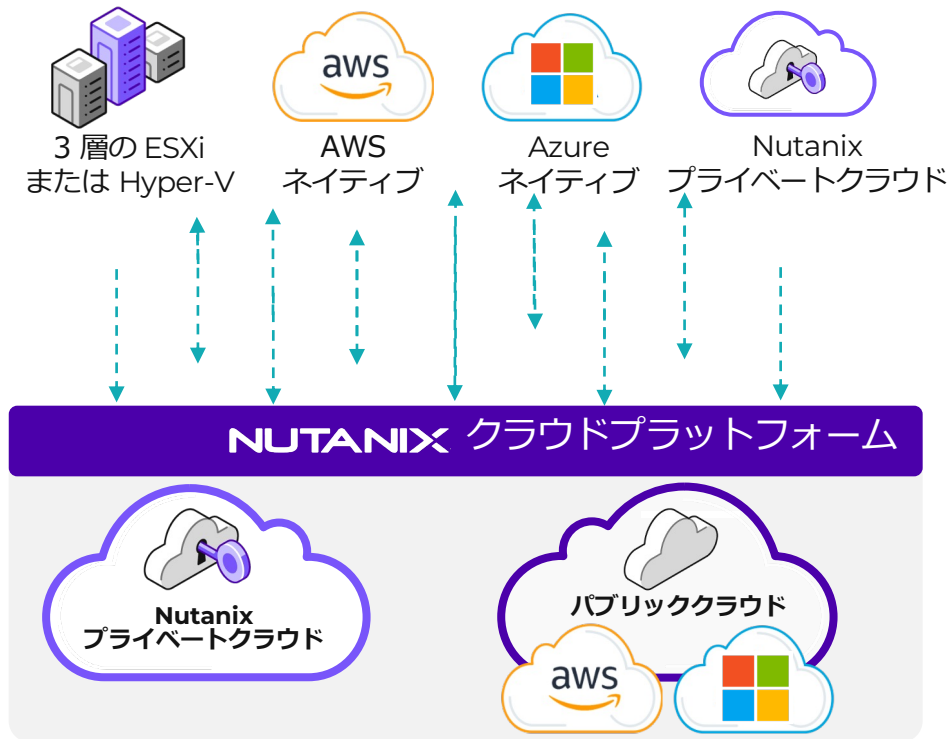 3 層の ESXi
または Hyper-V
aws
AWS
ネイティブ
Azure
ネイティブ
Nutanix
プライベートクラウド
NUTANIX クラウドプラットフォーム
Nutanix
プライベートクラウド
パブリッククラウド
aws